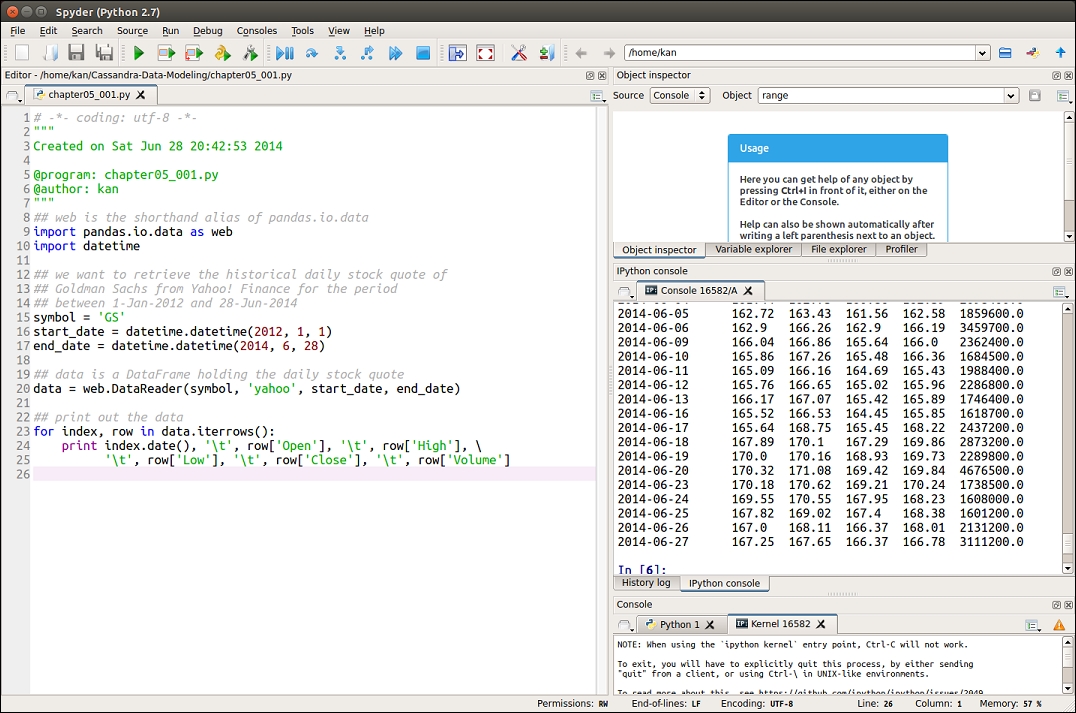 Spyder (Python 2.7)
File Edit Search Source Run Debug Consoles Tools View Help
/home/kan
Editor - /home/kan/Cassandra-Data-Modeling/chapter05_001.py
chapter05_001.py
1 # -*- coding: utf-8 -*-
2 """
3 Created on Sat Jun 28 20:42:53 2014
4
5 @program: chapter05_001.py
6 @author: kan
7 """
8 ## web is the shorthand alias of pandas.io.data
9 import pandas.io.data as web
10 import datetime
11
12 ## we want to retrieve the historical daily stock quote of
13 ## Goldman Sachs from Yahoo! Finance for the period
14 ## between 1-Jan-2012 and 28-Jun-2014
15 symbol = 'GS'
16 start_date = datetime.datetime(2012, 1, 1)
17 end_date = datetime.datetime(2014, 6, 28)
18
19 ## data is a DataFrame holding the daily stock quote
20 data = web.DataReader(symbol, 'yahoo', start_date, end_date)
21
22 ## print out the data
23 for index, row in data.iterrows():
24     print index.date(), '\t', row['Open'], '\t', row['High'], \
25           '\t', row['Low'], '\t', row['Close'], '\t', row['Volume']
26
Object inspector
Source Console Object range
Usage
Here you can get help of any object by
pressing Ctrl+I in front of it, either on the
Editor or the Console.
Help can also be shown automatically after
writing a left parenthesis next to an object.
Object inspector Variable explorer File explorer Profiler
IPython console
Console 16582/A
2014-06-05 162.72 163.43 161.56 162.58 1859600.0
2014-06-06 162.9 166.26 162.9 166.19 3459700.0
2014-06-09 166.04 166.86 165.64 166.0 2362400.0
2014-06-10 165.86 167.26 165.48 166.36 1684500.0
2014-06-11 165.09 166.16 164.69 165.43 1988400.0
2014-06-12 165.76 166.65 165.02 165.96 2286800.0
2014-06-13 166.17 167.07 165.42 165.89 1746400.0
2014-06-16 165.52 166.53 164.45 165.85 1618700.0
2014-06-17 165.64 168.75 165.45 168.22 2437200.0
2014-06-18 167.89 170.1 167.29 169.86 2873200.0
2014-06-19 170.0 170.16 168.93 169.73 2289800.0
2014-06-20 170.32 171.08 169.42 169.84 4676500.0
2014-06-23 170.18 170.62 169.21 170.24 1738500.0
2014-06-24 169.55 170.55 167.95 168.23 1608000.0
2014-06-25 167.82 169.02 167.4 168.38 1601200.0
2014-06-26 167.0 168.11 166.37 168.01 2131200.0
2014-06-27 167.25 167.65 166.37 166.78 3111200.0
In [6]:
History log IPython console
Console
Python 1 Kernel 16582
NOTE: When using the `ipython kernel` entry point, Ctrl-C will not work.
To exit, you will have to explicitly quit this process, by either sending
"quit" from a client, or using Ctrl-\ in UNIX-like environments.
To read more about this, see https://github.com/ipython/ipython/issues/2049
Permissions: RW End-of-lines: LF Encoding: UTF-8 Line: 26 Column: 1 Memory: 57 %